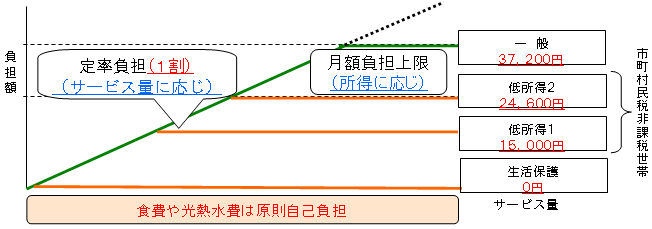 負担額
定率負担(1割)
(サービス量に応じ)
月額負担上限
(所得に応じ)
一般
37,200円
低所得2
24,600円
低所得1
15,000円
生活保護
0円
市町村民税非課税世帯
サービス量
食費や光熱水費は原則自己負担